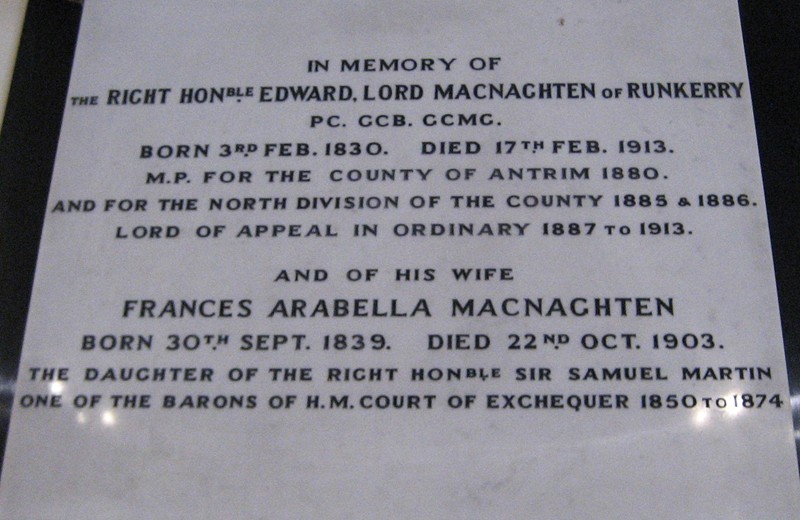 IN MEMORY OF
THE RIGHT HONBLE EDWARD, LORD MACNAGHTEN OF RUNKERRY
PC. GCB. GCMG.
BORN 3RD FEB. 1830. DIED 17TH FEB. 1913.
M.P. FOR THE COUNTY OF ANTRIM 1880.
AND FOR THE NORTH DIVISION OF THE COUNTY 1885 & 1886.
LORD OF APPEAL IN ORDINARY 1887 TO 1913.
AND OF HIS WIFE
FRANCES ARABELLA MACNAGHTEN
BORN 30TH SEPT. 1839. DIED 22ND OCT. 1903.
THE DAUGHTER OF THE RIGHT HONBLE SIR SAMUEL MARTIN
ONE OF THE BARONS OF H.M. COURT OF EXCHEQUER 1850 TO 1874